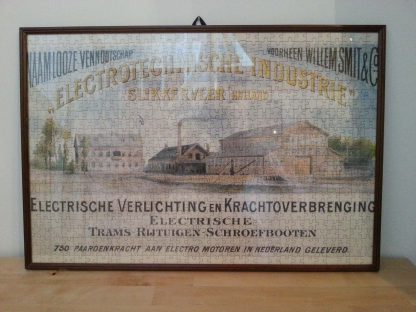 NAAMLOOZE VENNOOTSCHAP VOORHEEN WILLEM SMIT & Co
„ELECTROTECHNISCHE INDUSTRIE"
SLIKKERVEER HOLLAND
ELECTRISCHE VERLICHTING EN KRACHTOVERBRENGING
ELECTRISCHE
TRAMS-RIJTUIGEN-SCHROEFBOOTEN
750 PAARDENKRACHT AAN ELECTRO MOTOREN IN NEDERLAND GELEVERD.